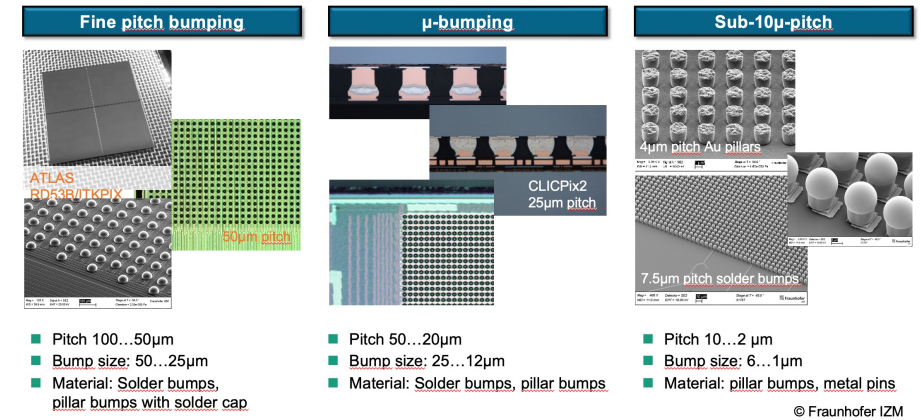 Fine pitch bumping
µ-bumping
Sub-10µ-pitch
ATLAS
RD53B/ITKPIX
50µm pitch
CLICPix2
25µm pitch
4µm pitch Au pillars
7.5µm pitch solder bumps
Fraunhofer
Fraunhofer
Pitch 100…50µm
Bump size: 50…25µm
Material: Solder bumps,
pillar bumps with solder cap
Pitch 50…20µm
Bump size: 25…12µm
Material: Solder bumps, pillar bumps
Pitch 10…2 µm
Bump size: 6…1µm
Material: pillar bumps, metal pins
© Fraunhofer IZM